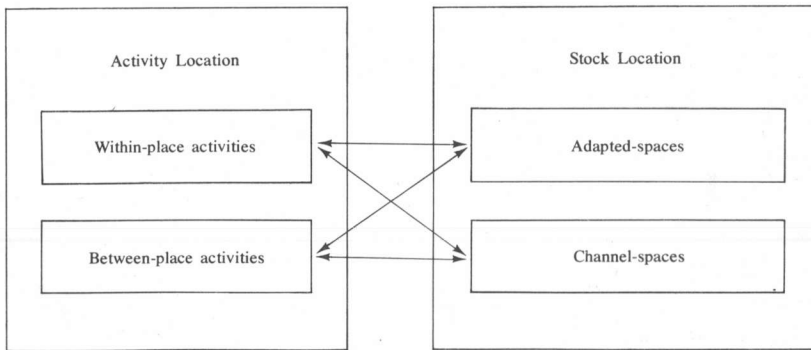 Activity Location
Stock Location
Within-place activities
Adapted-spaces
Between-place activities
Channel-spaces